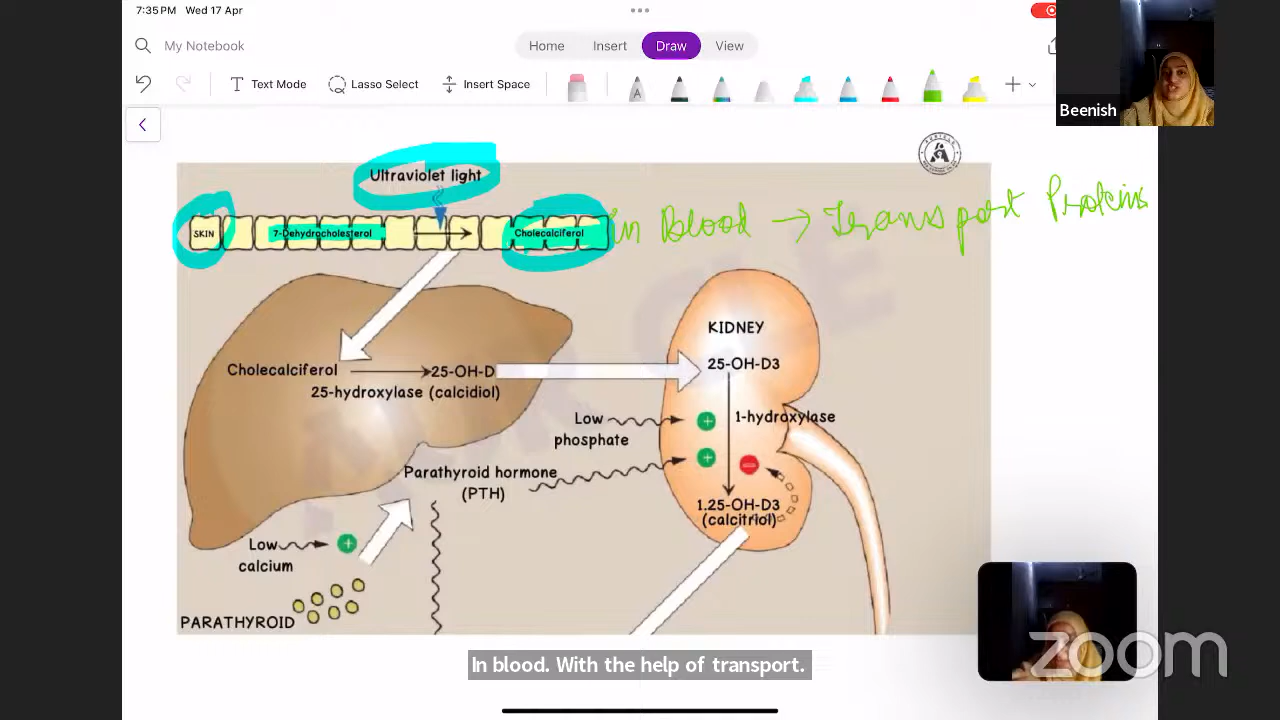 7:35 PM Wed 17 Apr
My Notebook
Home Insert Draw View
Text Mode Lasso Select Insert Space
Beenish
Ultraviolet light
SKIN 7-Dehydrocholesterol Cholecalciferol in Blood → Transport Proteins
KIDNEY
Cholecalciferol 25-OH-D 25-OH-D3
25-hydroxylase (calcidiol)
Low phosphate
1-hydroxylase
Parathyroid hormone
(PTH)
1.25-OH-D3
(calcitriol)
Low
calcium
PARATHYROID
zoom
In blood. With the help of transport.